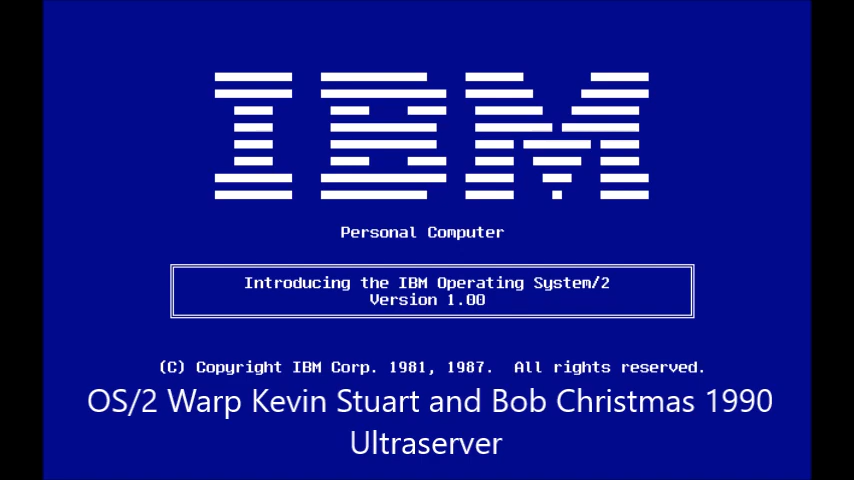 IBM
Personal Computer
Introducing the IBM Operating System/2
Version 1.00
(C) Copyright IBM Corp. 1981, 1987. All rights reserved.
OS/2 Warp Kevin Stuart and Bob Christmas 1990
Ultraserver